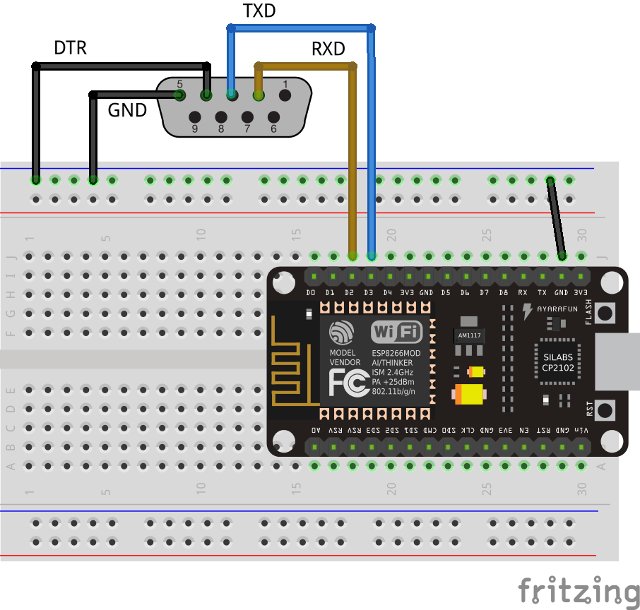 TXD
DTR
RXD
GND
5 1
9 8 7 6
1 5 10 15 20 25 30
J
I
H
G
F
D0 D1 D2 D3 D4 3V3 GND D5 D6 D7 D8 RX TX GND 3V3
AYARAFUN
FLASH
WiFi
MODEL
VENDOR
ESP8266MOD
AI/THINKER
ISM 2.4GHz
PA +25dBm
802.11b/g/n
FC
AM1117
SILABS
CP2102
RST
A0 RSV RSV SD3 SD2 SD1 CMD SD0 CLK GND 3V3 EN RST GND Vin
E
D
C
B
A
1 5 10 25 30
fritzing